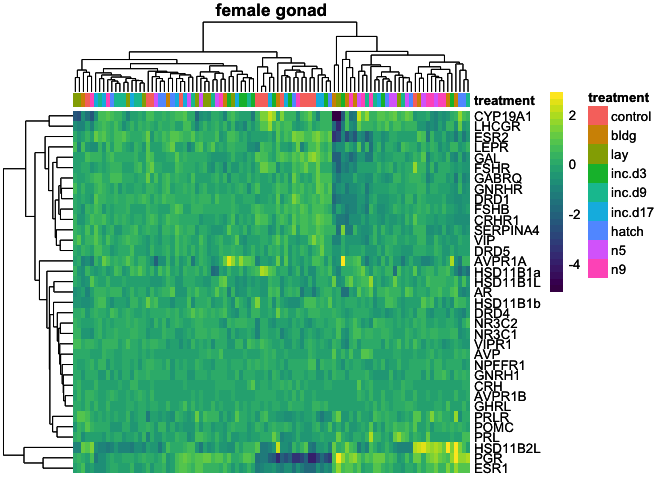 female gonad
treatment
CYP19A1
LHCGR
ESR2
LEPR
GAL
FSHR
GABRQ
GNRHR
DRD1
FSHB
CRHR1
SERPINA4
VIP
DRD5
AVPR1A
HSD11B1a
HSD11B1L
AR
HSD11B1b
DRD4
NR3C2
NR3C1
VIPR1
AVP
NPFFR1
GNRH1
CRH
AVPR1B
GHRL
PRLR
POMC
PRL
HSD11B2L
PGR
ESR1
2
0
-2
-4
treatment
control
bldg
lay
inc.d3
inc.d9
inc.d17
hatch
n5
n9